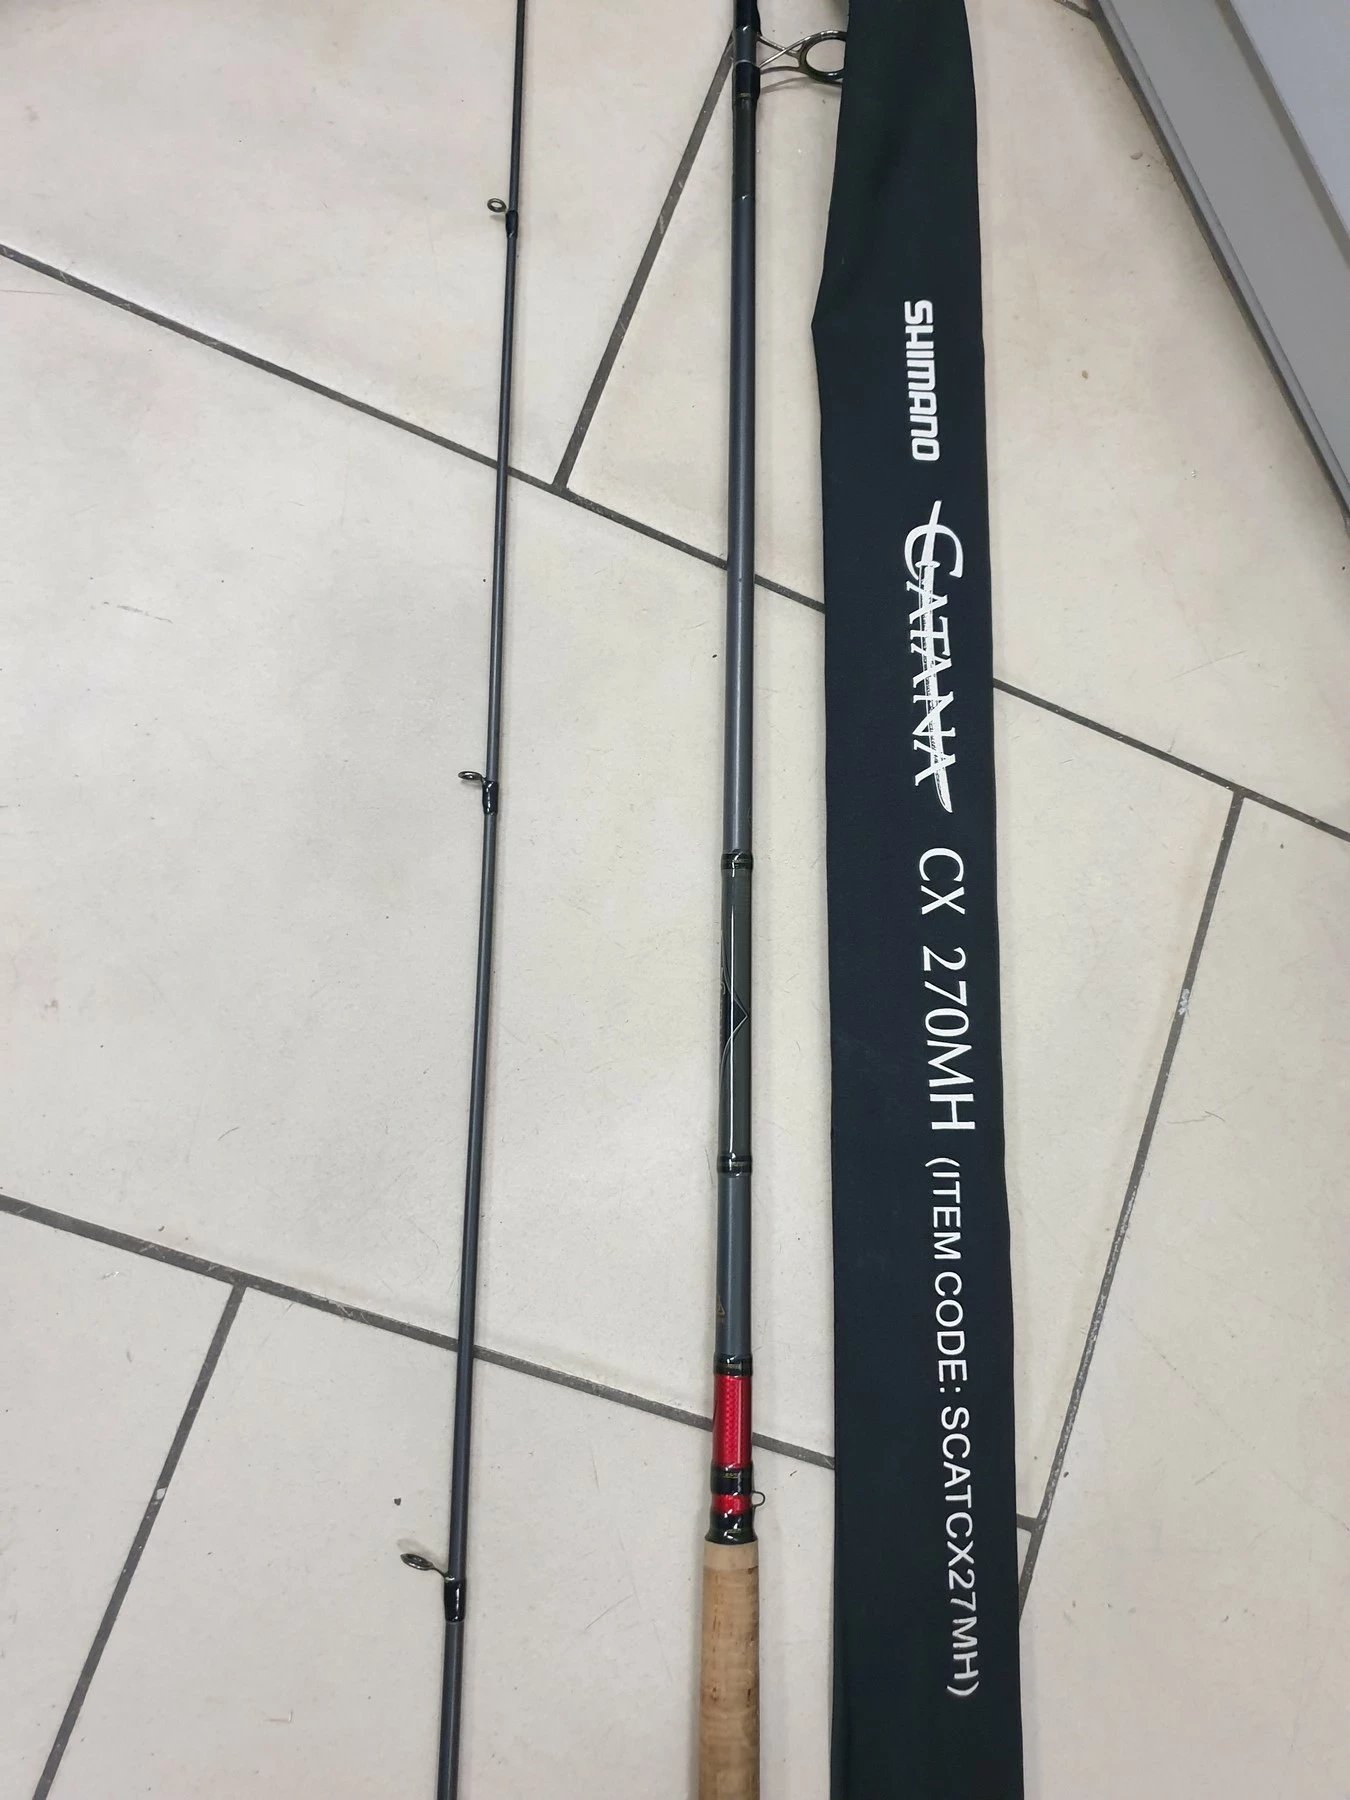 SHIMANO CATANA CX 270MH (ITEM CODE: SCATCX27MH)